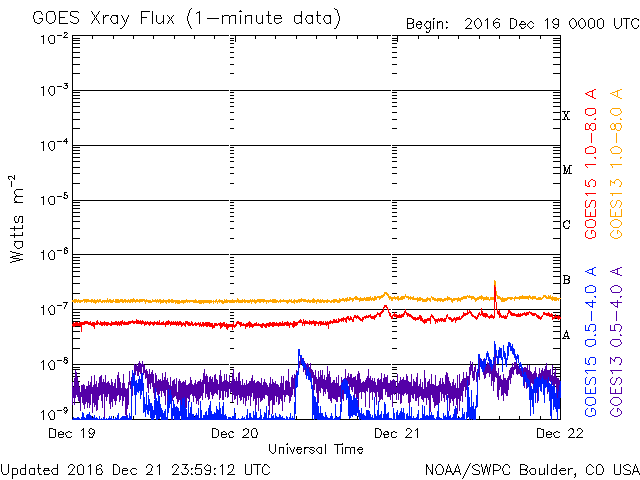 GOES Xray Flux (1-minute data)
Begin: 2016 Dec 19 0000 UTC
10⁻²
10⁻³
10⁻⁴
10⁻⁵
10⁻⁶
10⁻⁷
10⁻⁸
10⁻⁹
Watts m⁻²
X
M
C
B
A
GOES15 1.0-8.0 A
GOES13 1.0-8.0 A
GOES15 0.5-4.0 A
GOES13 0.5-4.0 A
Dec 19 Dec 20 Dec 21 Dec 22
Universal Time
Updated 2016 Dec 21 23:59:12 UTC
NOAA/SWPC Boulder, CO USA